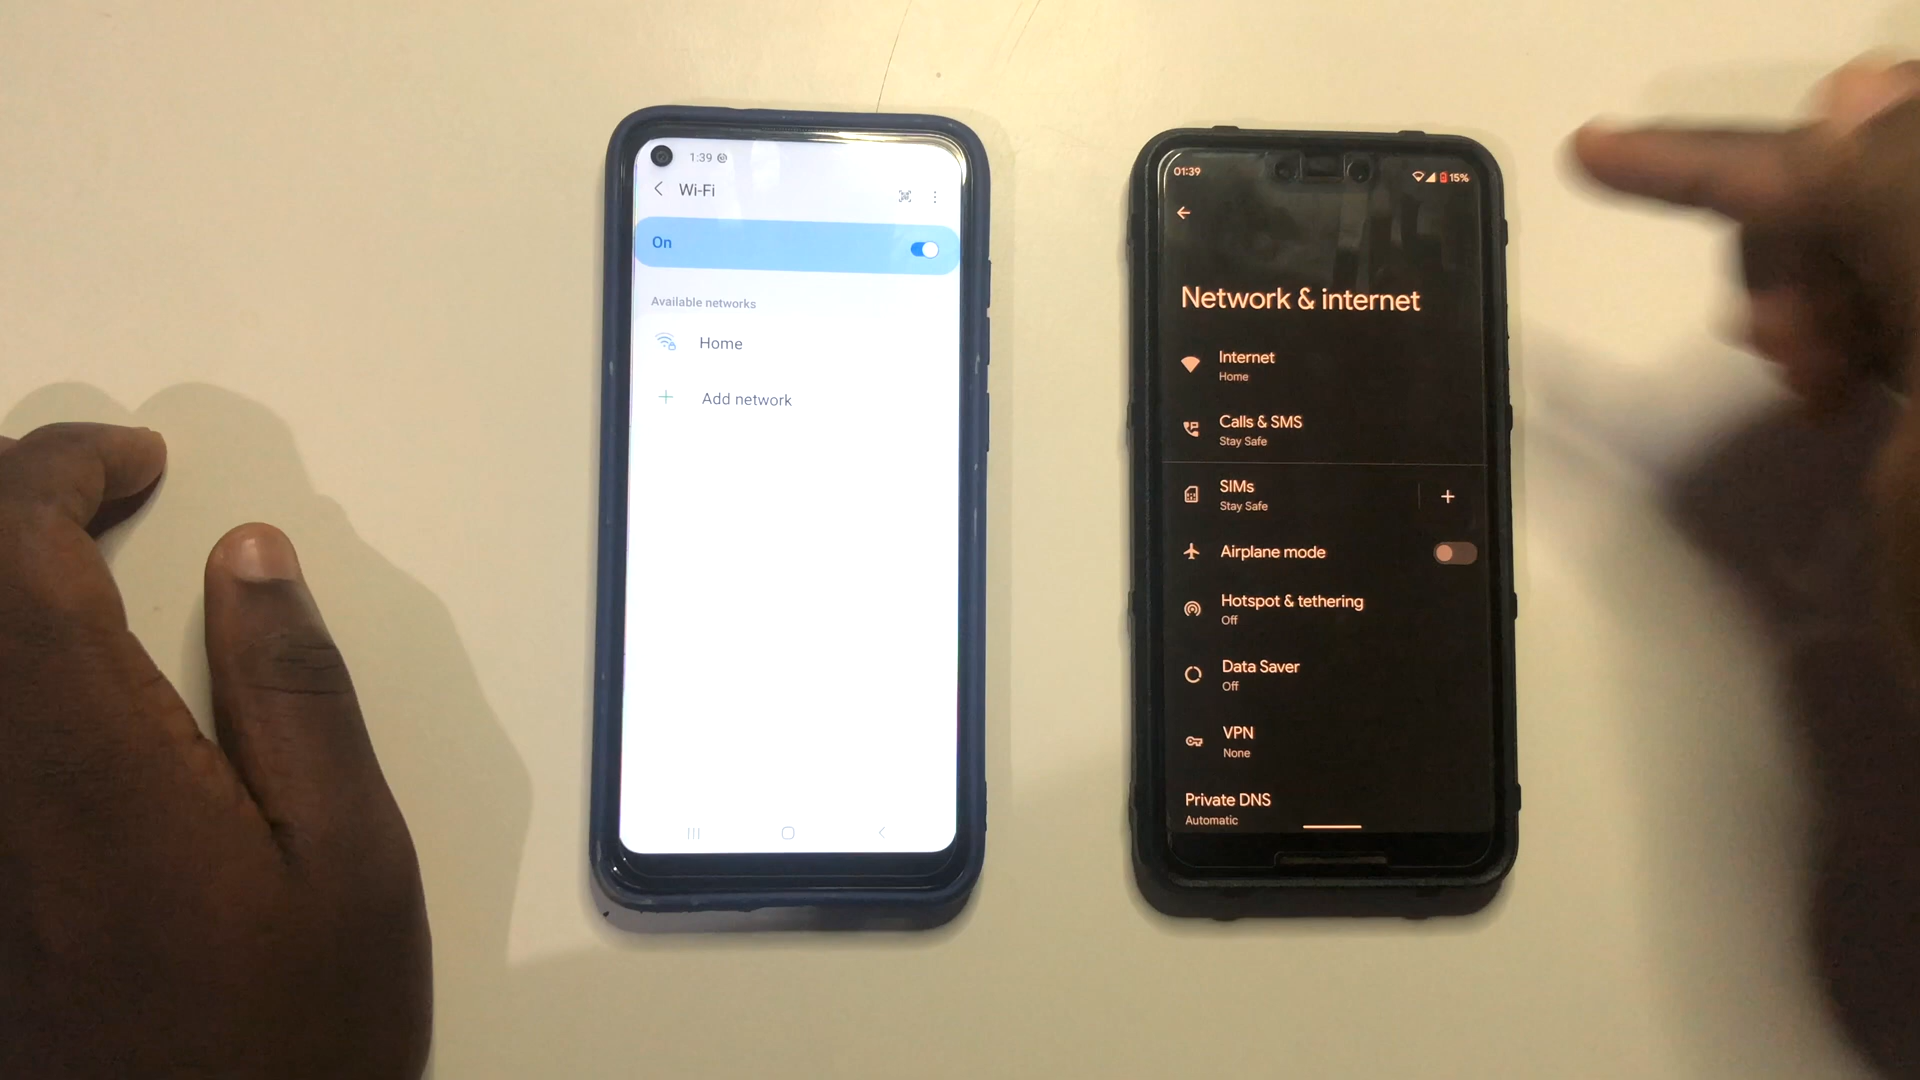 1:39
Wi-Fi
On
Available networks
Home
Add network
01:39
15%
Network & internet
Internet
Home
Calls & SMS
Stay Safe
SIMs
Stay Safe
Airplane mode
Hotspot & tethering
Off
Data Saver
Off
VPN
None
Private DNS
Automatic